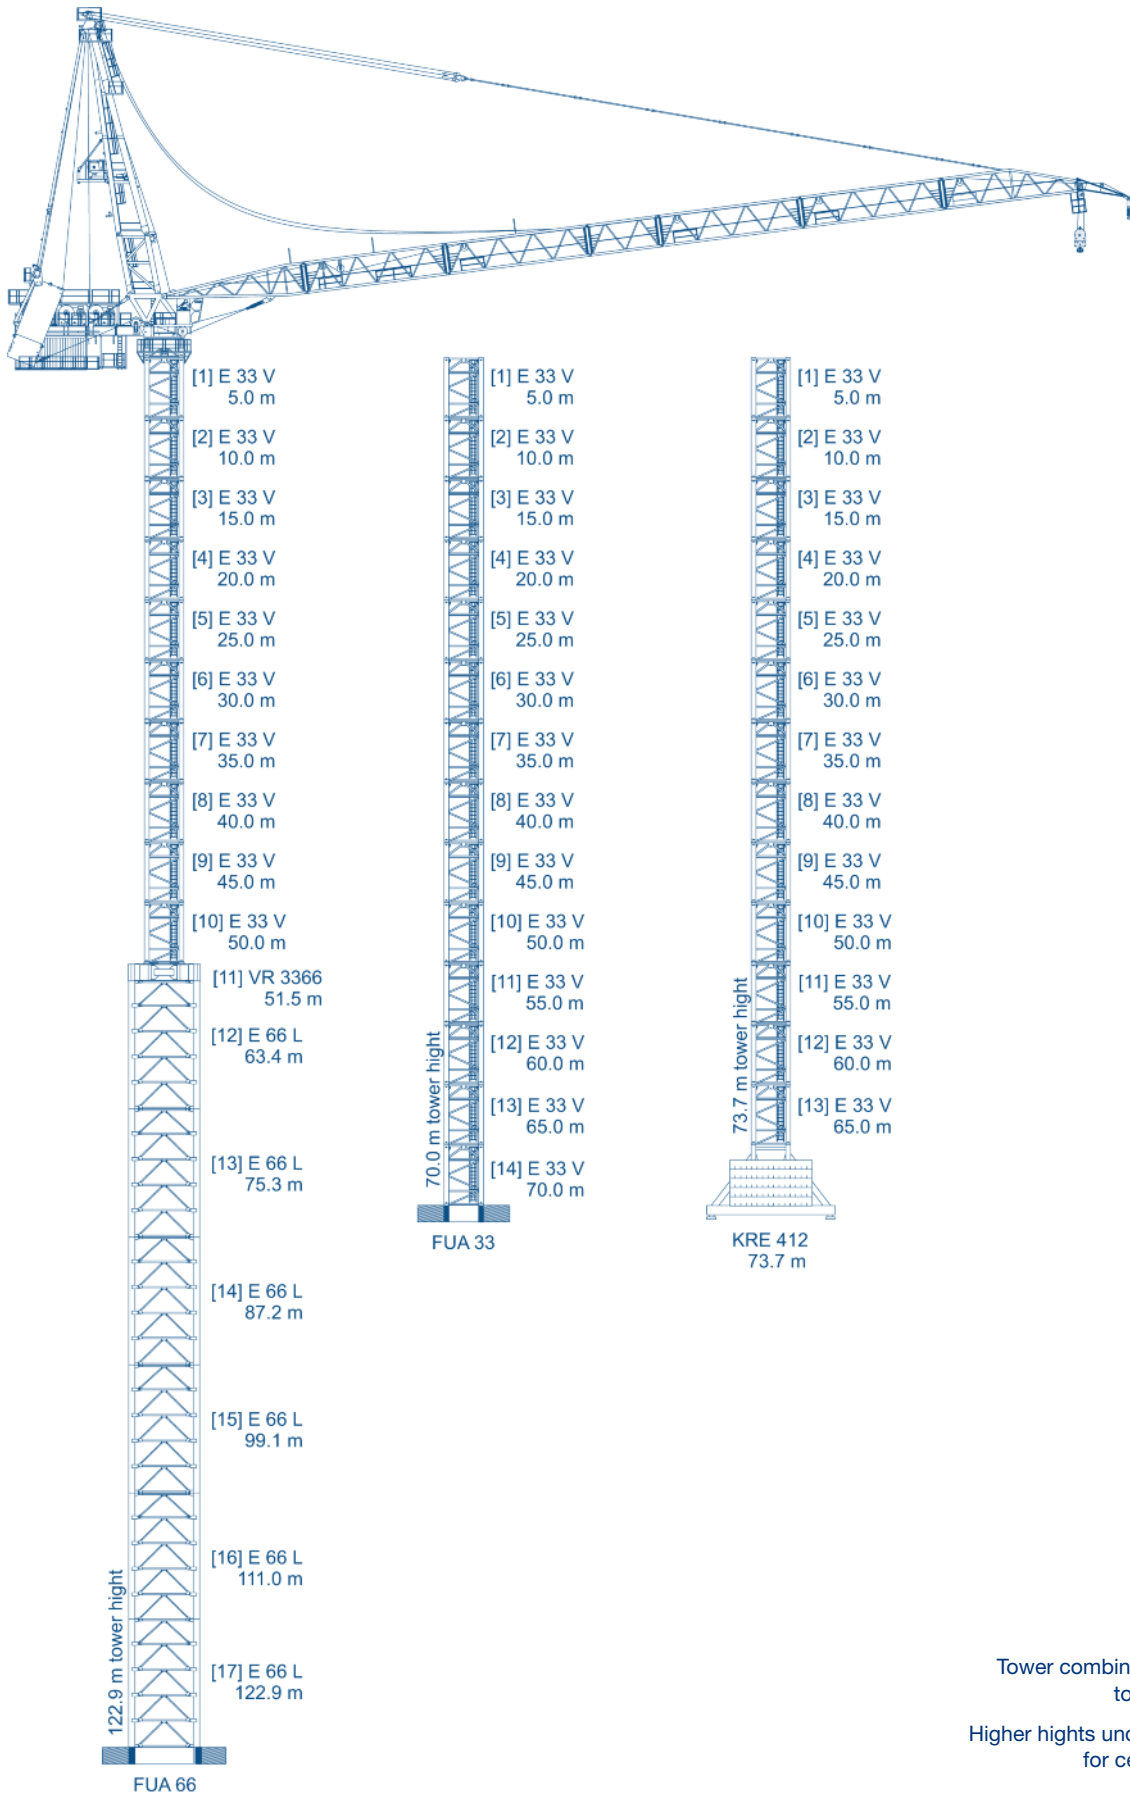 [1] E 33 V
5.0 m
[2] E 33 V
10.0 m
[3] E 33 V
15.0 m
[4] E 33 V
20.0 m
[5] E 33 V
25.0 m
[6] E 33 V
30.0 m
[7] E 33 V
35.0 m
[8] E 33 V
40.0 m
[9] E 33 V
45.0 m
[10] E 33 V
50.0 m
[11] VR 3366
51.5 m
[12] E 66 L
63.4 m
[13] E 66 L
75.3 m
[14] E 66 L
87.2 m
[15] E 66 L
99.1 m
[16] E 66 L
111.0 m
[17] E 66 L
122.9 m
122.9 m tower hight
FUA 66
[1] E 33 V
5.0 m
[2] E 33 V
10.0 m
[3] E 33 V
15.0 m
[4] E 33 V
20.0 m
[5] E 33 V
25.0 m
[6] E 33 V
30.0 m
[7] E 33 V
35.0 m
[8] E 33 V
40.0 m
[9] E 33 V
45.0 m
[10] E 33 V
50.0 m
[11] E 33 V
55.0 m
[12] E 33 V
60.0 m
[13] E 33 V
65.0 m
[14] E 33 V
70.0 m
70.0 m tower hight
FUA 33
[1] E 33 V
5.0 m
[2] E 33 V
10.0 m
[3] E 33 V
15.0 m
[4] E 33 V
20.0 m
[5] E 33 V
25.0 m
[6] E 33 V
30.0 m
[7] E 33 V
35.0 m
[8] E 33 V
40.0 m
[9] E 33 V
45.0 m
[10] E 33 V
50.0 m
[11] E 33 V
55.0 m
[12] E 33 V
60.0 m
[13] E 33 V
65.0 m
73.7 m tower hight
KRE 412
73.7 m
Tower combin
to
Higher hights und
for ce